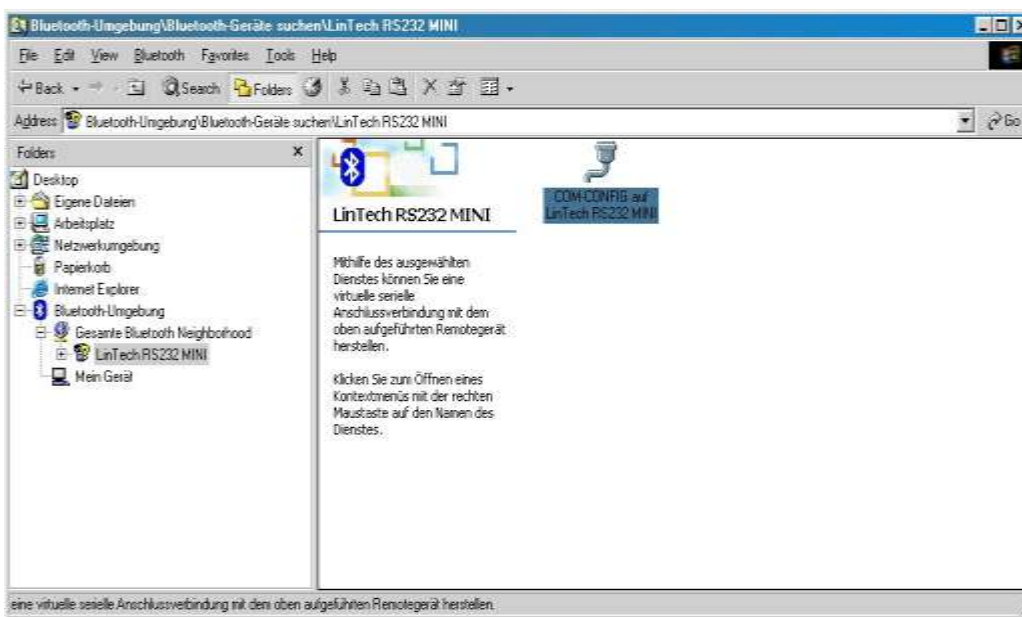 Bluetooth-Umgebung\Bluetooth-Geräte suchen\LinTech RS232 MINI
File Edit View Bluetooth Favorites Tools Help
Back Search Folders
Address Bluetooth-Umgebung\Bluetooth-Geräte suchen\LinTech RS232 MINI Go
Folders x
Desktop
Eigene Dateien
Arbeitsplatz
Netzwerkumgebung
Papierkorb
Internet Explorer
Bluetooth-Umgebung
Gesamte Bluetooth Neighborhood
LinTech RS232 MINI
Mein Gerät
LinTech RS232 MINI
Mithilfe des ausgewählten
Dienstes können Sie eine
virtuelle serielle
Anschlussverbindung mit dem
oben aufgeführten Remotegerät
herstellen.
Klicken Sie zum Öffnen eines
Kontextmenüs mit der rechten
Maustaste auf den Namen des
Dienstes.
COM-CONFIG auf
LinTech RS232 MINI
eine virtuelle serielle Anschlussverbindung mit dem oben aufgeführten Remotegerät herstellen.